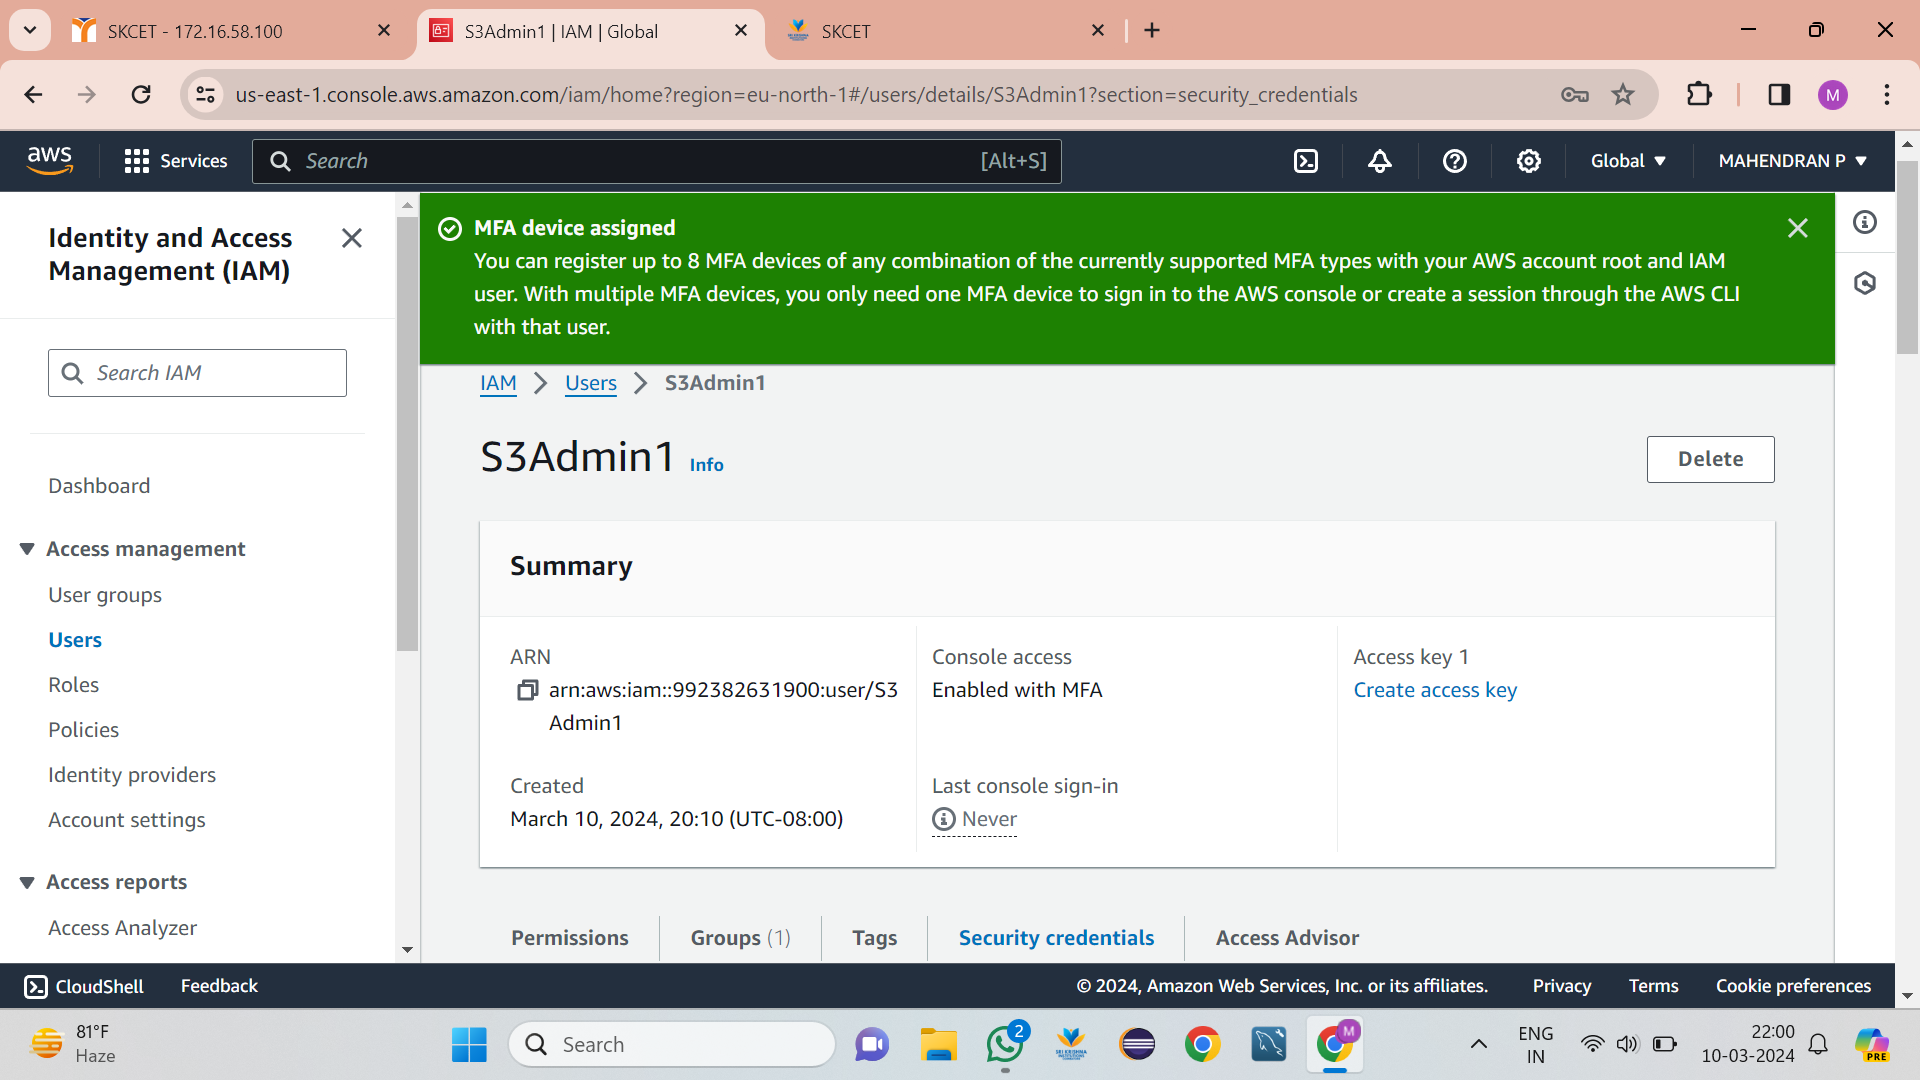 SKCET - 172.16.58.100
S3Admin1 | IAM | Global
SKCET
us-east-1.console.aws.amazon.com/iam/home?region=eu-north-1#/users/details/S3Admin1?section=security_credentials
M
aws
Services
Search
[Alt+S]
Global
MAHENDRAN P
Identity and Access
Management (IAM)
Search IAM
Dashboard
Access management
User groups
Users
Roles
Policies
Identity providers
Account settings
Access reports
Access Analyzer
MFA device assigned
You can register up to 8 MFA devices of any combination of the currently supported MFA types with your AWS account root and IAM
user. With multiple MFA devices, you only need one MFA device to sign in to the AWS console or create a session through the AWS CLI
with that user.
IAM
Users
S3Admin1
S3Admin1 Info
Delete
Summary
ARN
arn:aws:iam::992382631900:user/S3
Admin1
Console access
Enabled with MFA
Access key 1
Create access key
Created
March 10, 2024, 20:10 (UTC-08:00)
Last console sign-in
Never
Permissions
Groups (1)
Tags
Security credentials
Access Advisor
CloudShell
Feedback
© 2024, Amazon Web Services, Inc. or its affiliates.
Privacy
Terms
Cookie preferences
81°F
Haze
Search
2
M
ENG
IN
22:00
10-03-2024
PRE